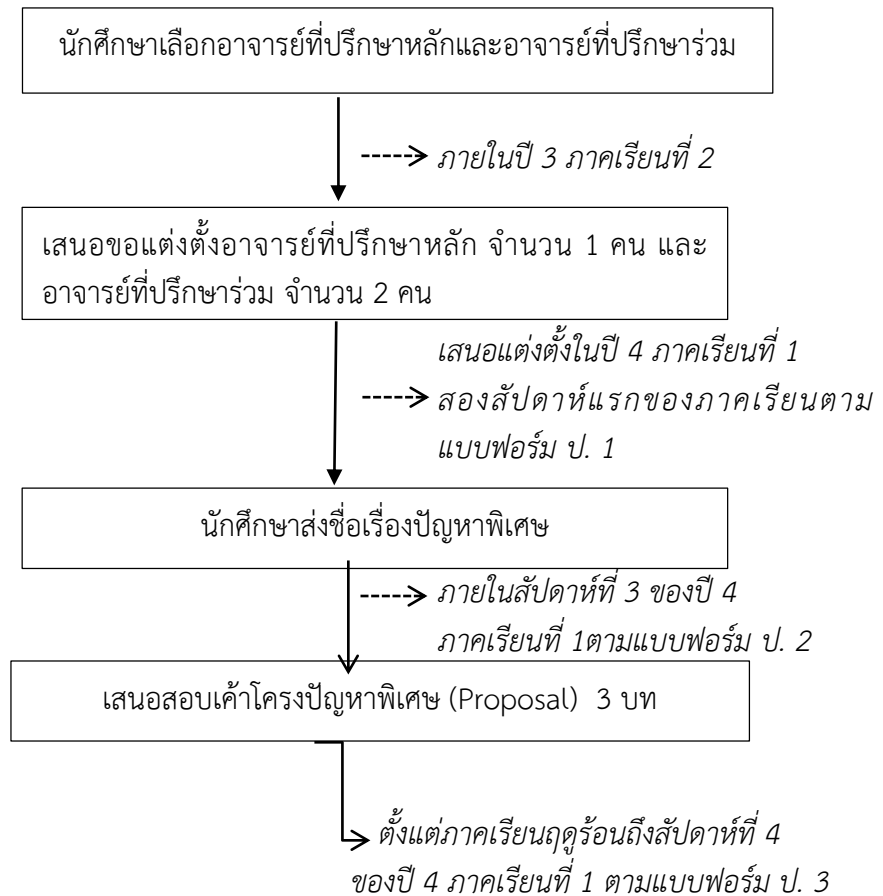 นักศึกษาเลือกอาจารย์ที่ปรึกษาหลักและอาจารย์ที่ปรึกษาร่วม
ภายในปี 3 ภาคเรียนที่ 2
เสนอขอแต่งตั้งอาจารย์ที่ปรึกษาหลัก จำนวน 1 คน และ
อาจารย์ที่ปรึกษาร่วม จำนวน 2 คน
เสนอแต่งตั้งในปี 4 ภาคเรียนที่ 1
สองสัปดาห์แรกของภาคเรียนตาม
แบบฟอร์ม ป. 1
นักศึกษาส่งชื่อเรื่องปัญหาพิเศษ
ภายในสัปดาห์ที่ 3 ของปี 4
ภาคเรียนที่ 1ตามแบบฟอร์ม ป. 2
เสนอสอบเค้าโครงปัญหาพิเศษ (Proposal) 3 บท
ตั้งแต่ภาคเรียนฤดูร้อนถึงสัปดาห์ที่ 4
ของปี 4 ภาคเรียนที่ 1 ตามแบบฟอร์ม ป. 3